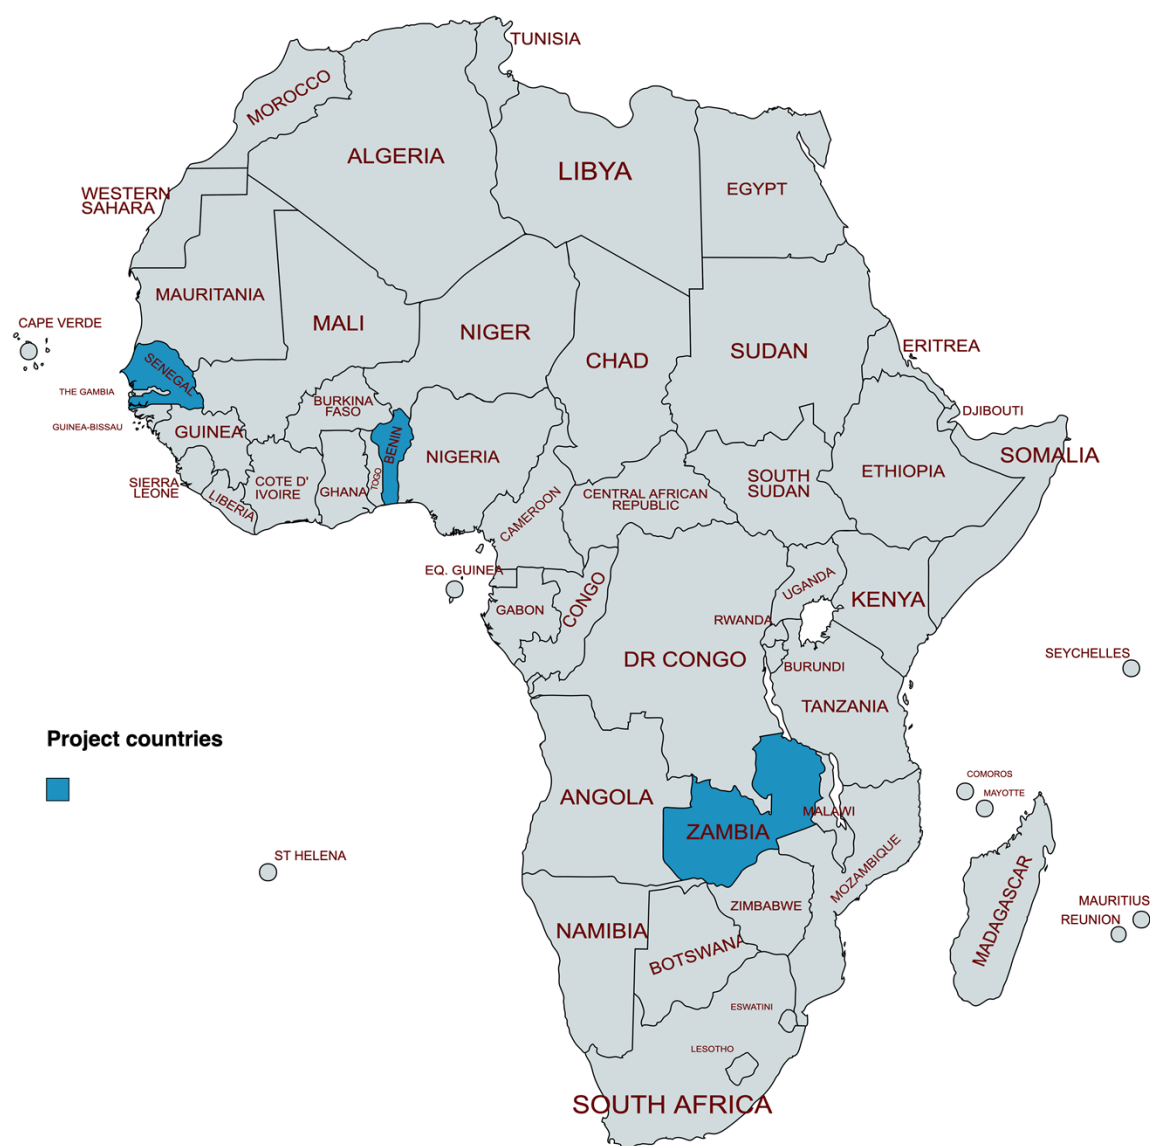 TUNISIA
MOROCCO
ALGERIA
LIBYA
EGYPT
WESTERN
SAHARA
MAURITANIA
MALI
NIGER
CHAD
SUDAN
ERITREA
CAPE VERDE
SENEGAL
THE GAMBIA
GUINEA-BISSAU
GUINEA
BURKINA
FASO
BENIN
NIGERIA
DJIBOUTI
SOMALIA
ETHIOPIA
SOUTH
SUDAN
SIERRA
LEONE
LIBERIA
COTE D'
IVOIRE
GHANA
TOGO
CAMEROON
CENTRAL AFRICAN
REPUBLIC
EQ. GUINEA
GABON
CONGO
UGANDA
KENYA
RWANDA
DR CONGO
BURUNDI
SEYCHELLES
TANZANIA
Project countries
COMOROS
MAYOTTE
ANGOLA
ZAMBIA
MALAWI
MOZAMBIQUE
ST HELENA
ZIMBABWE
MADAGASCAR
MAURITIUS
REUNION
NAMIBIA
BOTSWANA
ESWATINI
LESOTHO
SOUTH AFRICA